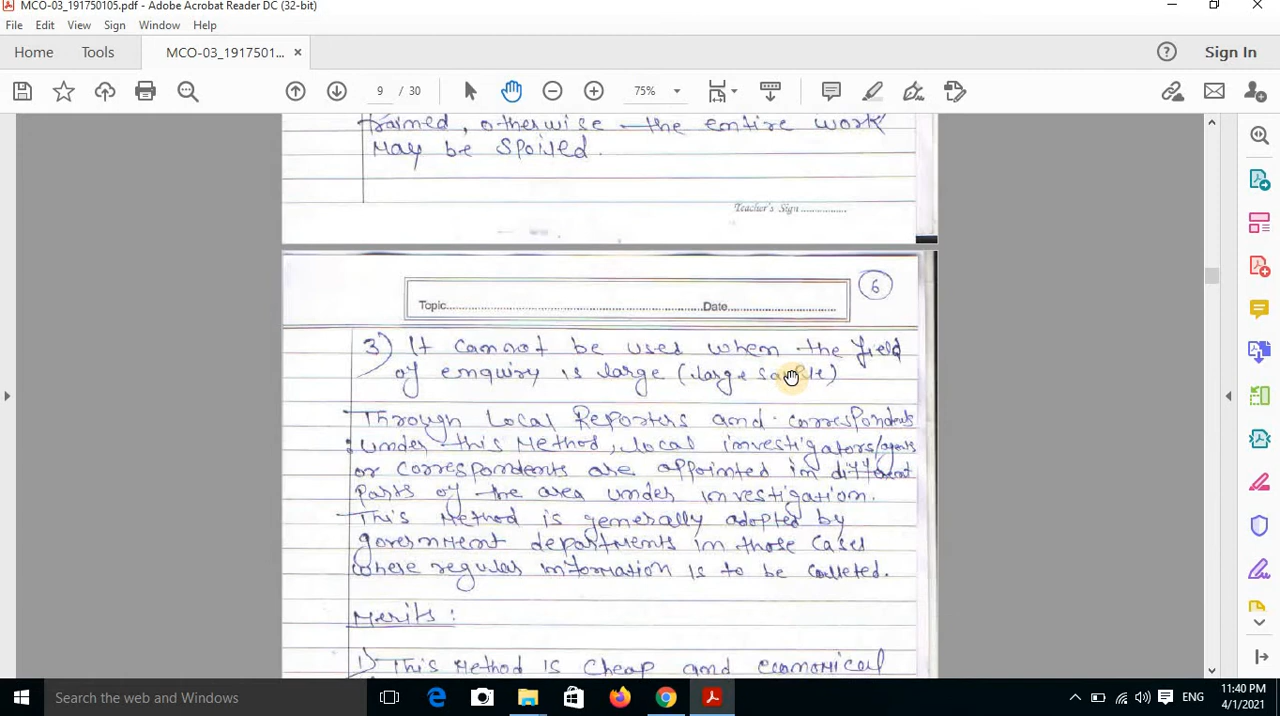 MCO-03_191750105.pdf - Adobe Acrobat Reader DC (32-bit)
File Edit View Sign Window Help
Home Tools MCO-03_1917501... × Sign In
9 / 30 75%
trained, otherwise the entire work
May be spoiled.
Teacher's Sign................
6
Topic.................... Date....................
3) It cannot be used when the field
of enquiry is large (large sample)
Through Local Reporters and correspondents
: Under this Method, local investigators/agents
or correspondents are appointed in different
parts of the area under investigation.
This Method is generally adopted by
government departments in those cases
where regular information is to be colleted.
Merits :
1) This Method is cheap and economical
Search the web and Windows
ENG
11:40 PM
4/1/2021